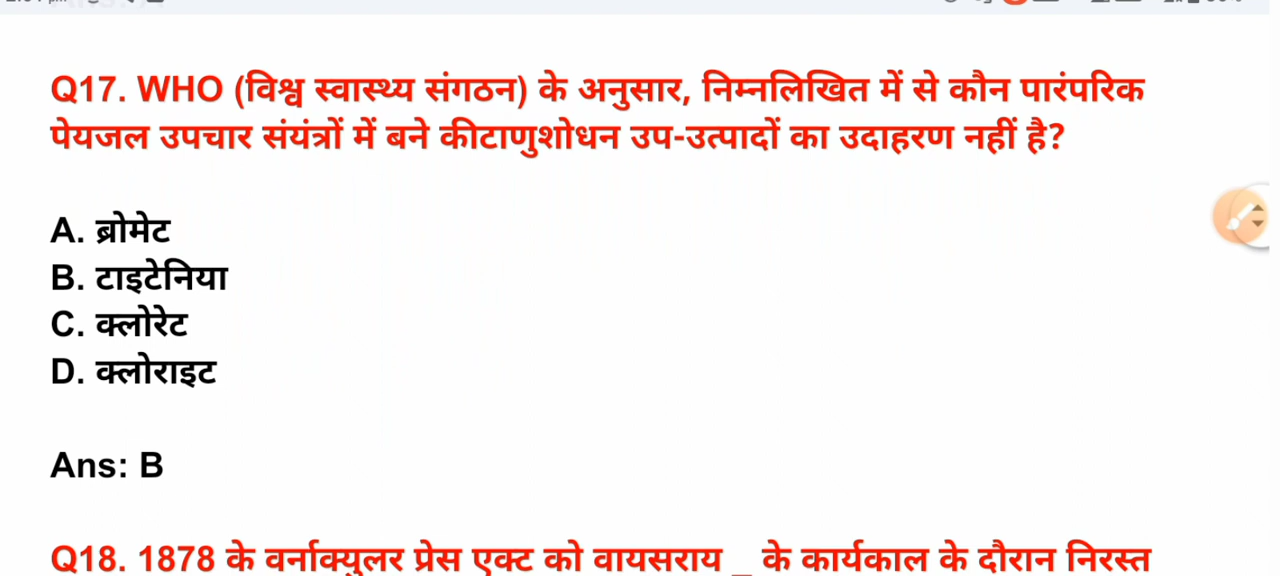 Q17. WHO (विश्व स्वास्थ्य संगठन) के अनुसार, निम्नलिखित में से कौन पारंपरिक
पेयजल उपचार संयंत्रों में बने कीटाणुशोधन उप-उत्पादों का उदाहरण नहीं है?
A. ब्रोमेट
B. टाइटेनिया
C. क्लोरेट
D. क्लोराइट
Ans: B
Q18. 1878 के वर्नाक्युलर प्रेस एक्ट को वायसराय _ के कार्यकाल के दौरान निरस्त